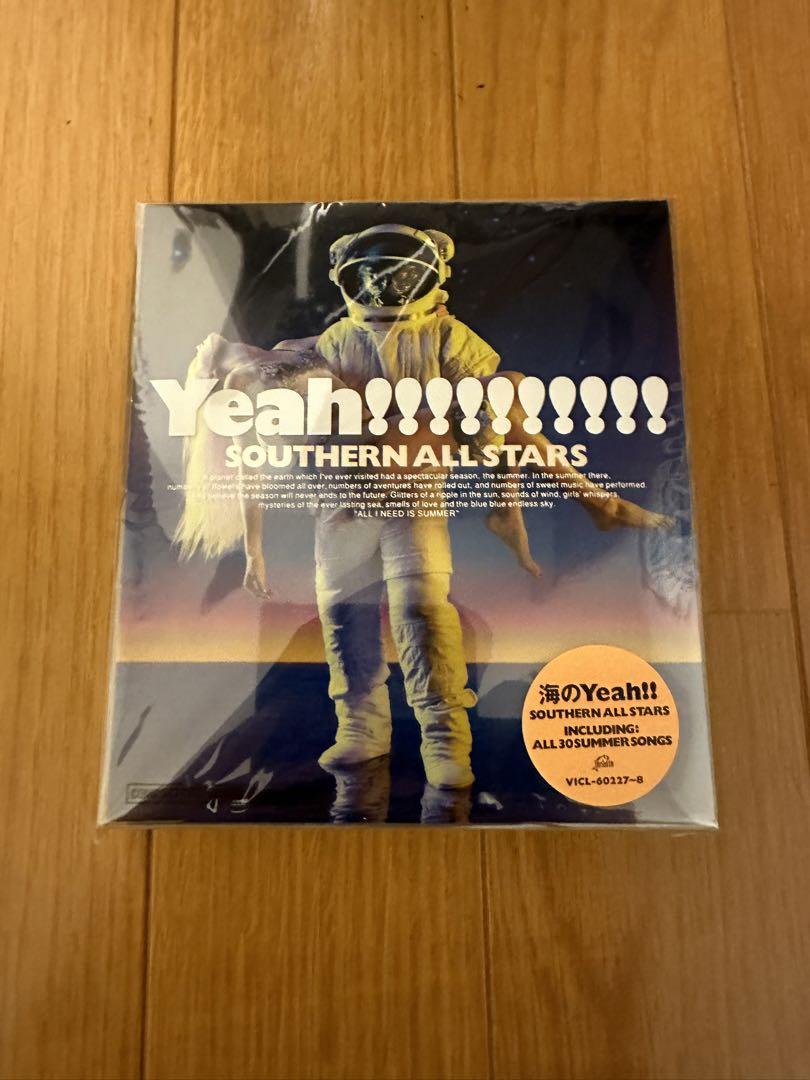 Yeah!!!!!!!!!!
SOUTHERN ALL STARS
planet called the earth which I've ever visited had a spectacular season, the summer. In the summer there,
numbers of flowers have bloomed all over, numbers of aventures have rolled out, and numbers of sweet music have performed.
believe the season will never ends to the future. Glitters of a ripple in the sun, sounds of wind, girls' whispers,
mysteries of the ever lasting sea, smells of love and the blue blue endless sky.
"ALL I NEED IS SUMMER"
海のYeah!!
SOUTHERN ALL STARS
INCLUDING:
ALL 30 SUMMER SONGS
VICL-60227~8